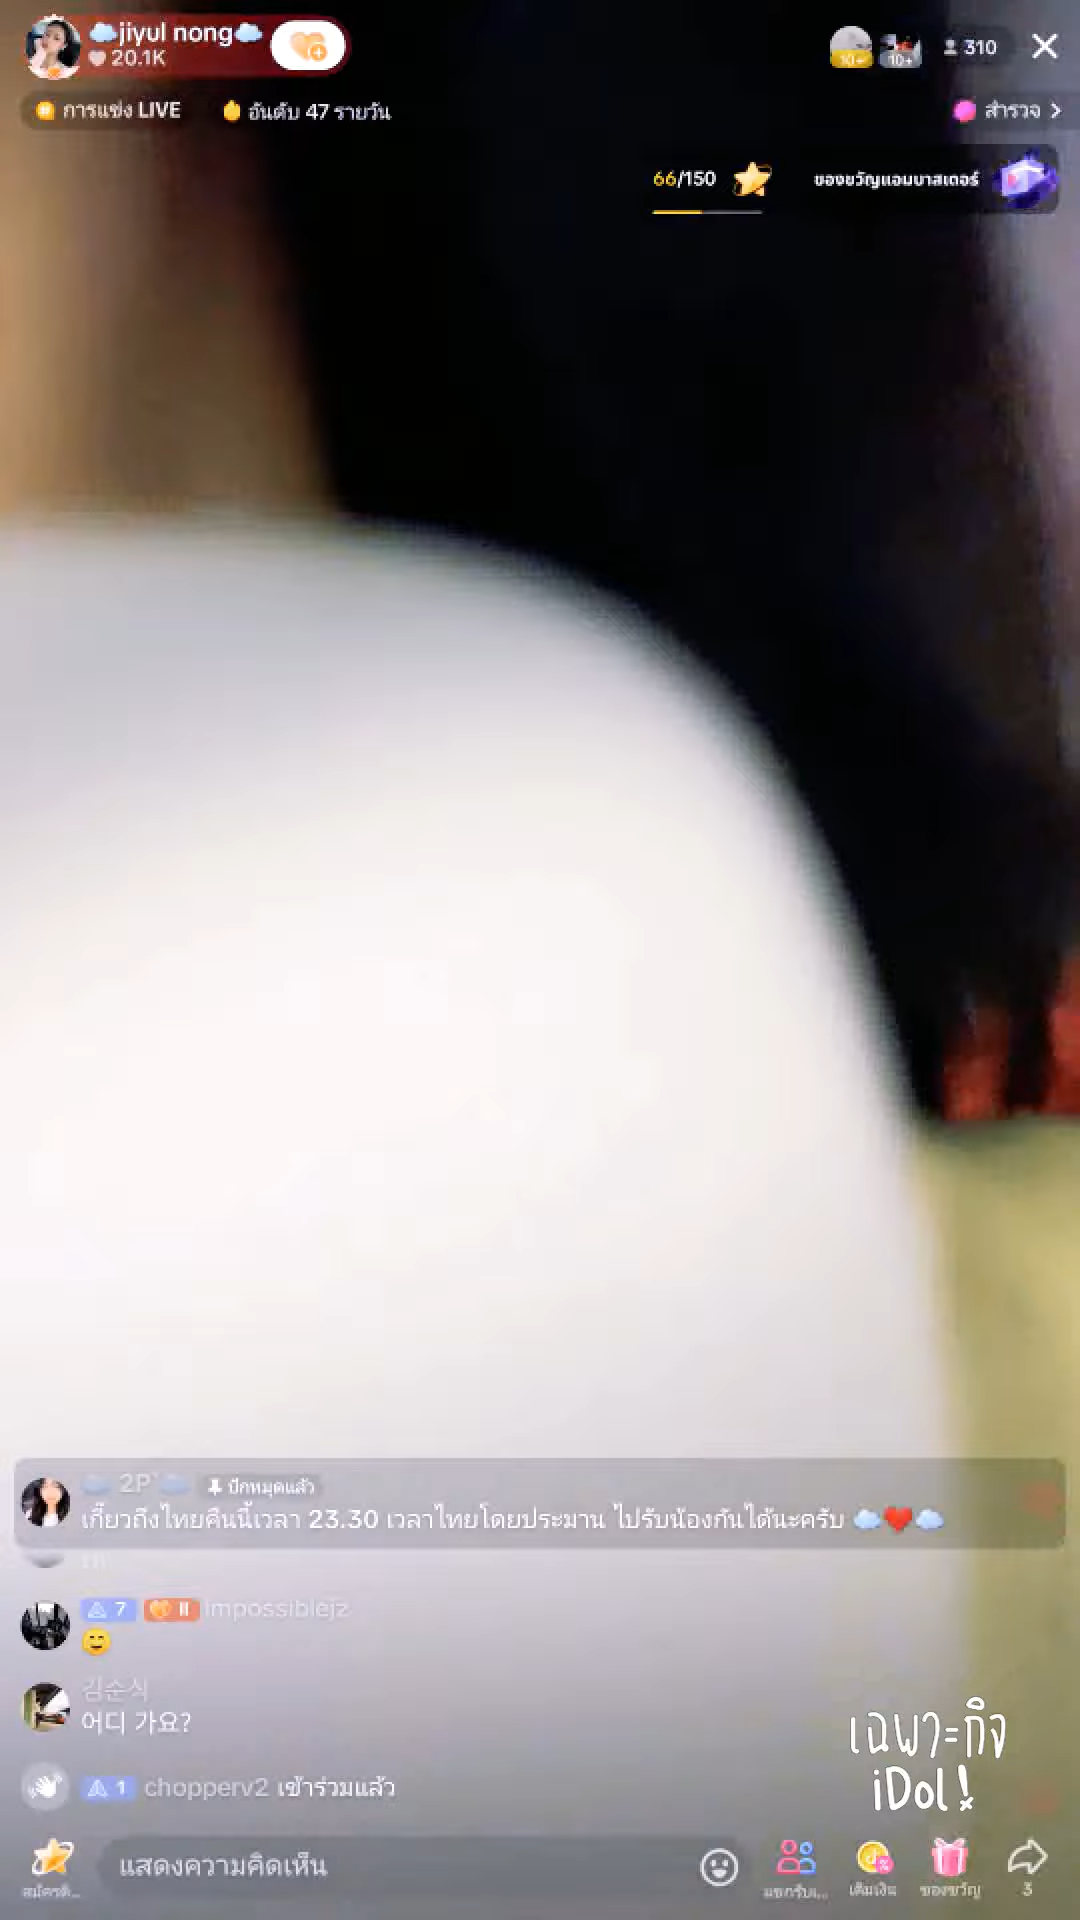 ☁️jiyul nong☁️
20.1K
10+
10+
310
การแข่ง LIVE
อันดับ 47 รายวัน
สำรวจ >
66/150
ของขวัญแอมบาสเดอร์
☁️ 2P ☁️
ปักหมุดแล้ว
เกี๊ยวถึงไทยคืนนี้เวลา 23.30 เวลาไทยโดยประมาน ไปรับน้องกันได้นะครับ ☁️❤️☁️
7 II impossiblejz
😊
김순식
어디 가요?
1 chopperv2 เข้าร่วมแล้ว
เฉพาะกิจ
iDol!
แสดงความคิดเห็น
เติมเงิน
ของขวัญ
3